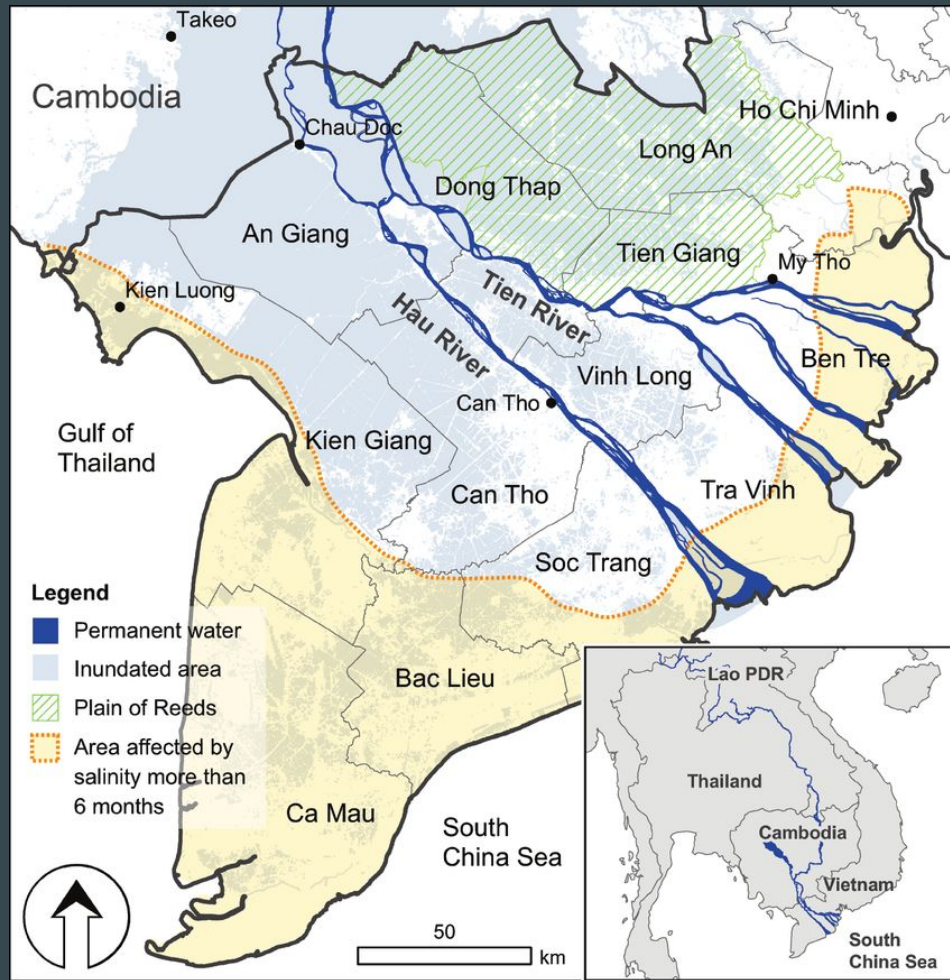 Takeo
Cambodia
Ho Chi Minh
Chau Doc
Long An
Dong Thap
An Giang
Tien Giang
My Tho
Kien Luong
Tien River
Hau River
Ben Tre
Vinh Long
Can Tho
Gulf of
Thailand
Kien Giang
Can Tho
Tra Vinh
Soc Trang
Legend
Permanent water
Inundated area
Plain of Reeds
Area affected by
salinity more than
6 months
Bac Lieu
Ca Mau
South
China Sea
50
km
Lao PDR
Thailand
Cambodia
Vietnam
South
China Sea